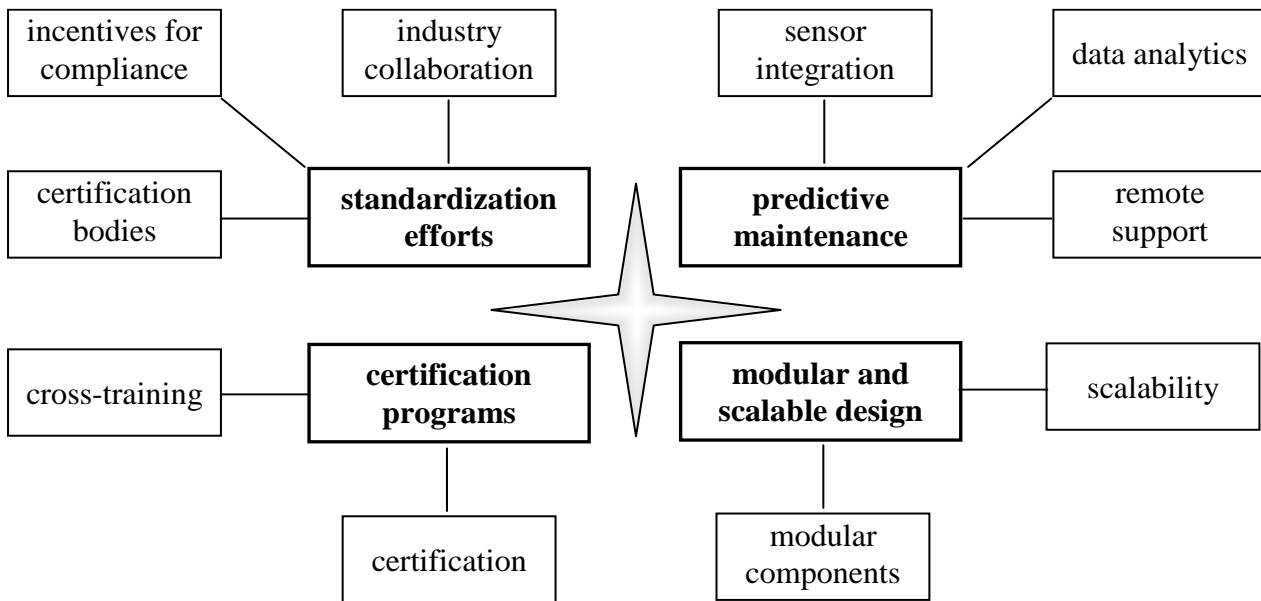 incentives for
compliance
industry
collaboration
sensor
integration
data analytics
certification
bodies
standardization
efforts
predictive
maintenance
remote
support
cross-training
certification
programs
modular and
scalable design
scalability
certification
modular
components